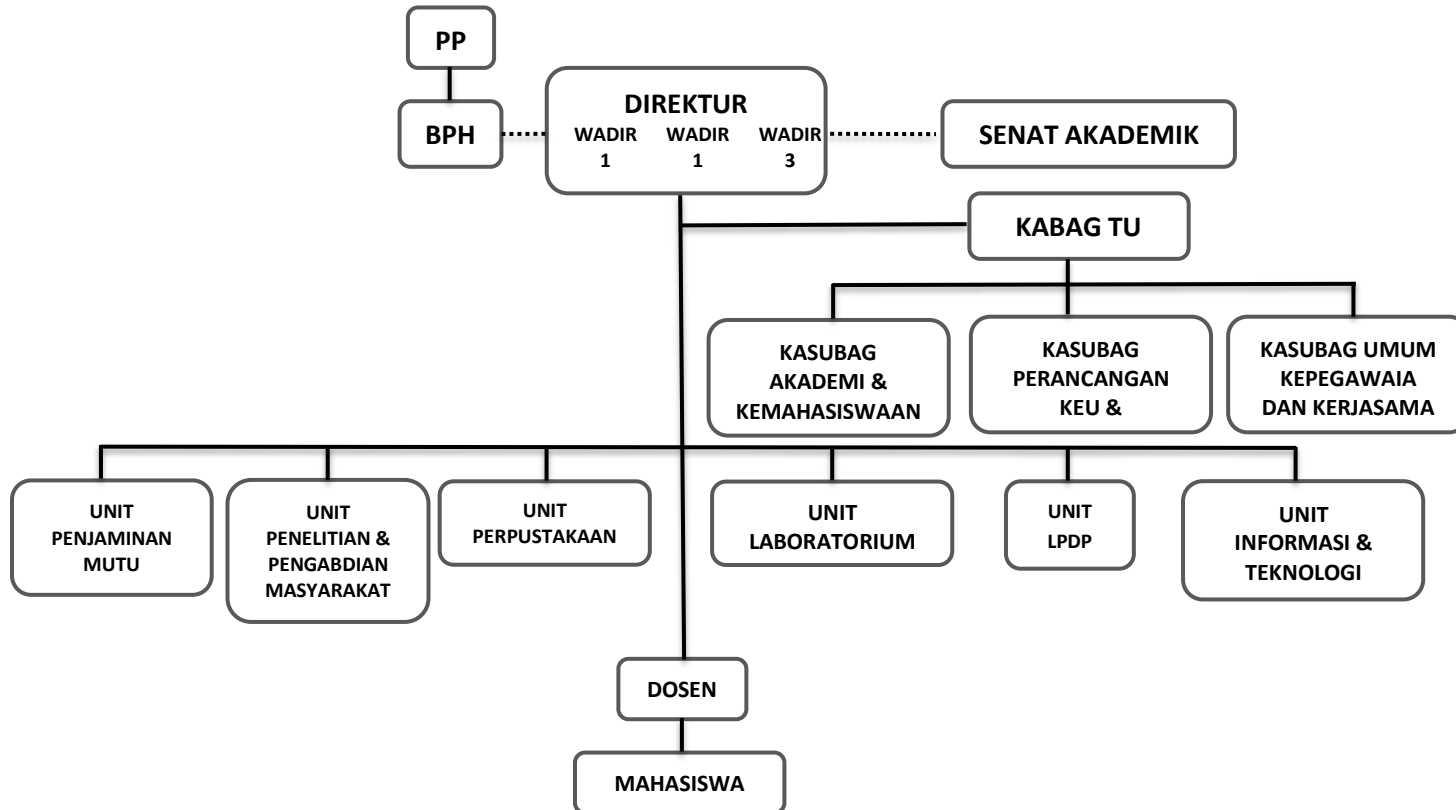 PP
BPH
DIREKTUR
WADIR WADIR WADIR
1 1 3
SENAT AKADEMIK
KABAG TU
KASUBAG
AKADEMI &
KEMAHASISWAAN
KASUBAG
PERANCANGAN
KEU &
KASUBAG UMUM
KEPEGAWAIA
DAN KERJASAMA
UNIT
PENJAMINAN
MUTU
UNIT
PENELITIAN &
PENGABDIAN
MASYARAKAT
UNIT
PERPUSTAKAAN
UNIT
LABORATORIUM
UNIT
LPDP
UNIT
INFORMASI &
TEKNOLOGI
DOSEN
MAHASISWA